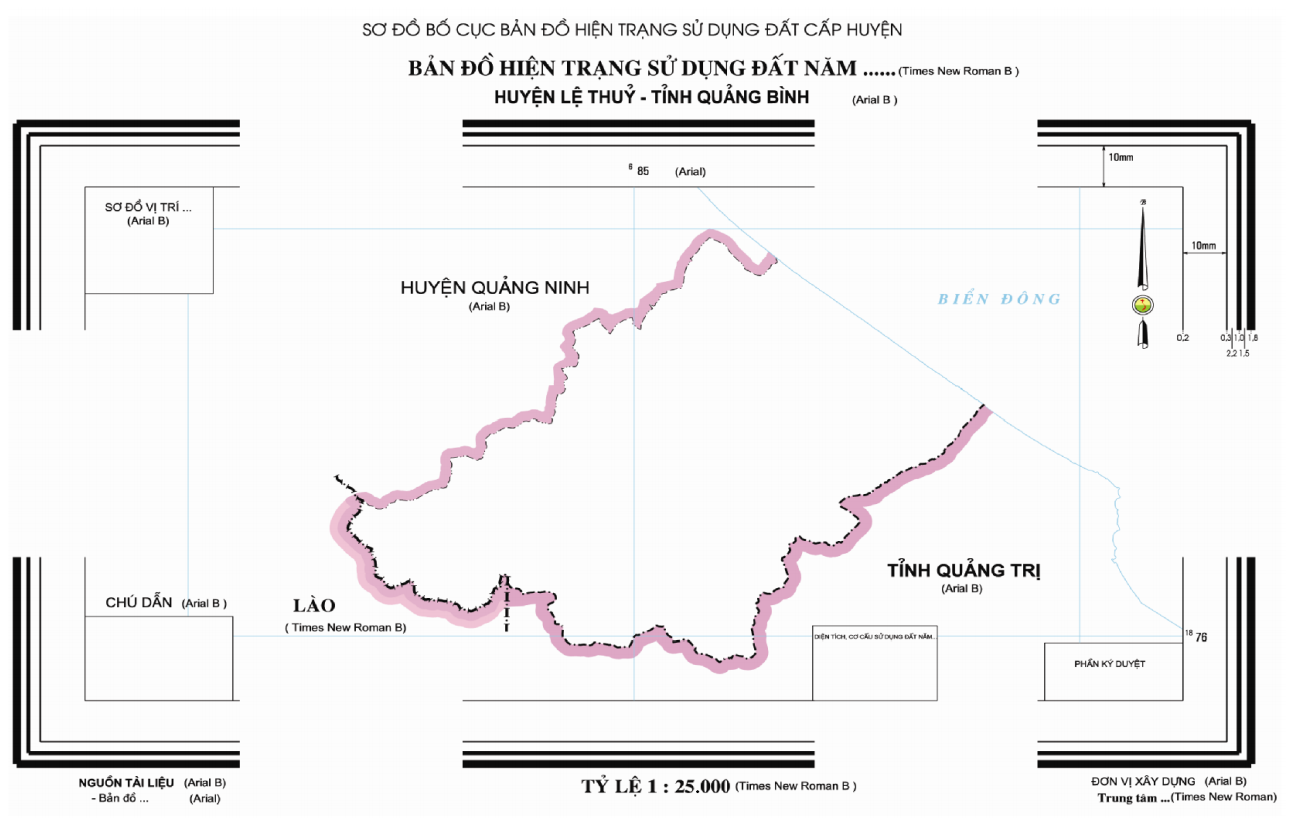 SƠ ĐỒ BỐ CỤC BẢN ĐỒ HIỆN TRẠNG SỬ DỤNG ĐẤT CẤP HUYỆN
BẢN ĐỒ HIỆN TRẠNG SỬ DỤNG ĐẤT NĂM ......(Times New Roman B )
HUYỆN LỆ THUỶ - TỈNH QUẢNG BÌNH (Arial B )
6 85 (Arial)
10mm
SƠ ĐỒ VỊ TRÍ ...
(Arial B)
10mm
HUYỆN QUẢNG NINH
(Arial B)
BIỂN ĐÔNG
0,2 0,3 1,0 1,8
2,2 1,5
TỈNH QUẢNG TRỊ
(Arial B)
CHÚ DẪN (Arial B )
LÀO
( Times New Roman B)
DIỆN TÍCH, CƠ CẤU SỬ DỤNG ĐẤT NĂM...
18 76
PHẦN KÝ DUYỆT
NGUỒN TÀI LIỆU (Arial B)
- Bản đồ ... (Arial)
TỶ LỆ 1 : 25.000 (Times New Roman B )
ĐƠN VỊ XÂY DỰNG (Arial B)
Trung tâm ...(Times New Roman)